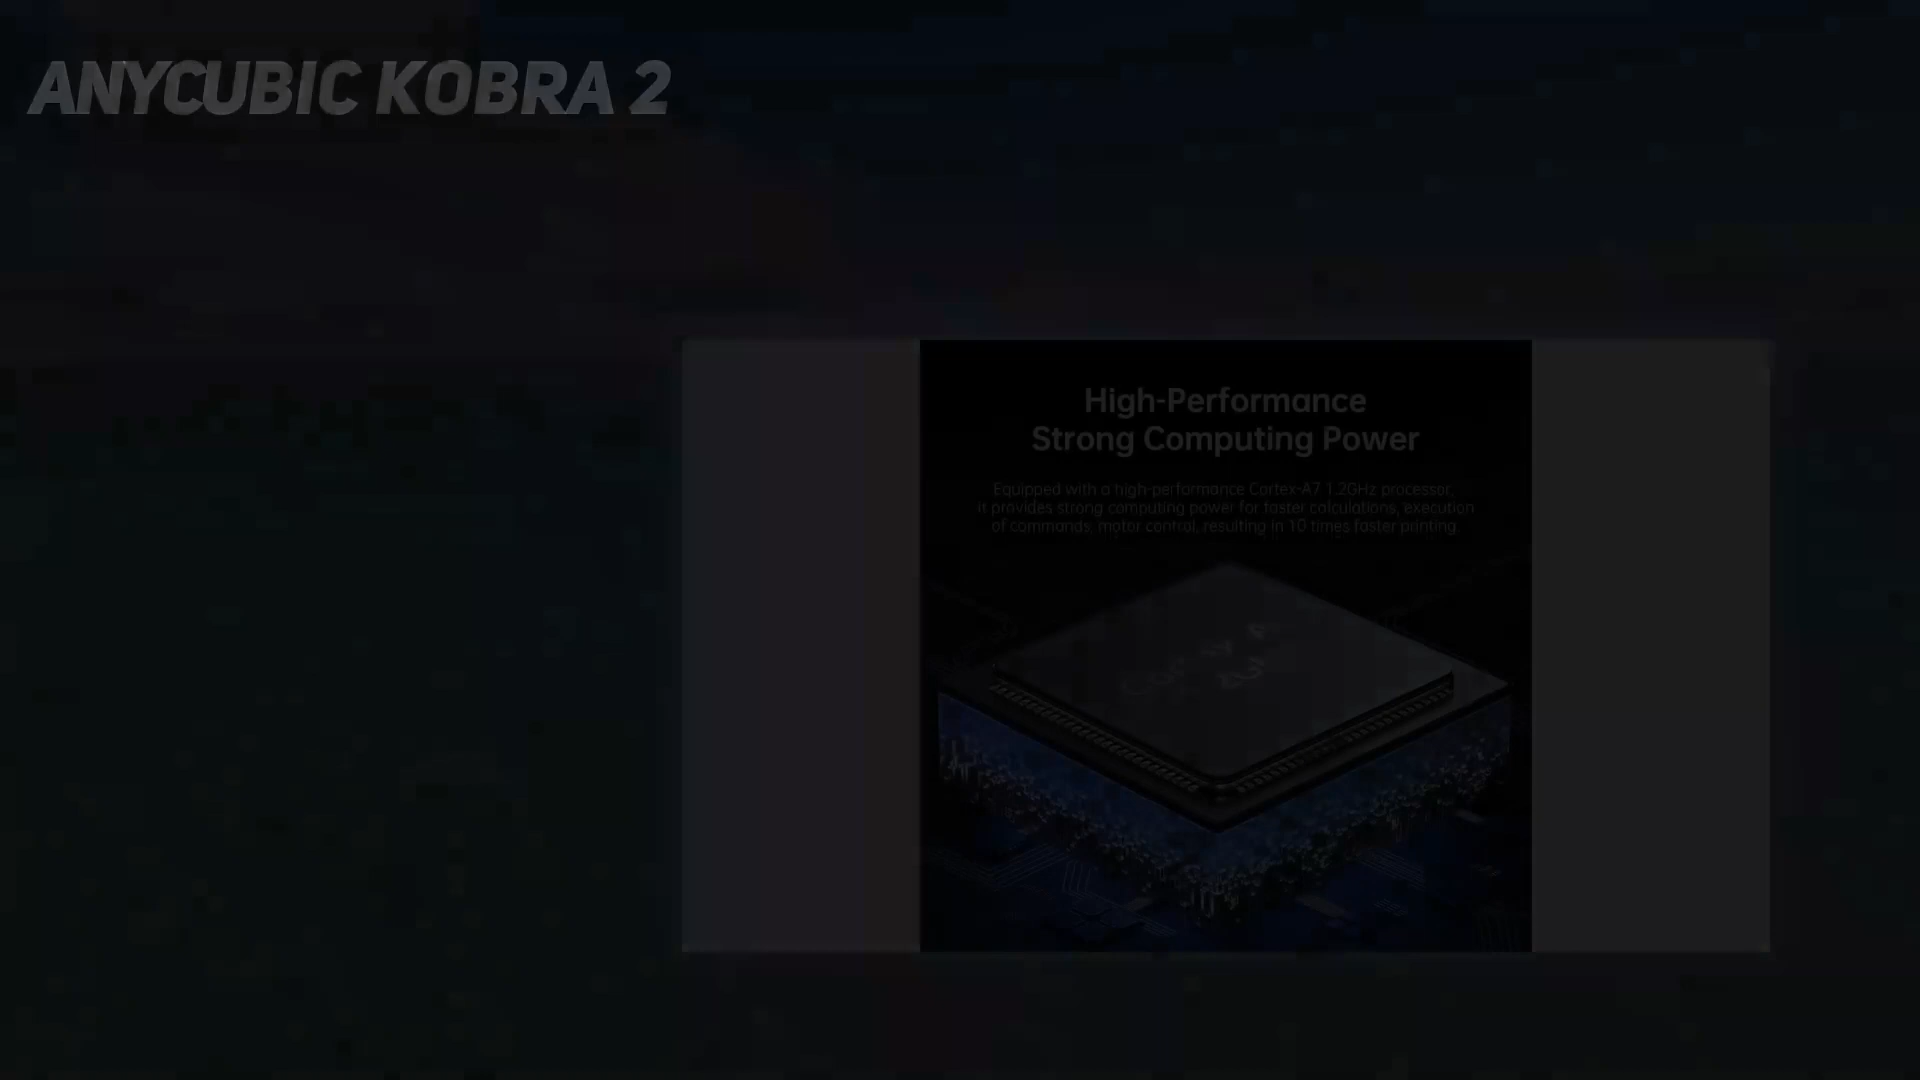 ANYCUBIC KOBRA 2
High-Performance
Strong Computing Power
Equipped with a high-performance Cortex-A7 1.2GHz processor,
it provides strong computing power for faster calculations, execution
of commands, motor control, resulting in 10 times faster printing.